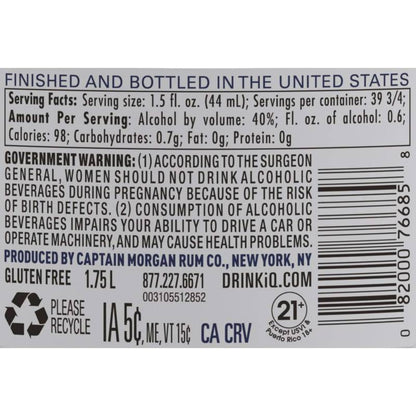 FINISHED AND BOTTLED IN THE UNITED STATES
Serving Facts: Serving size: 1.5 fl. oz. (44 mL); Servings per container: 39 3/4;
Amount Per Serving: Alcohol by volume: 40%; Fl. oz. of alcohol: 0.6;
Calories: 98; Carbohydrates: 0.7g; Fat: 0g; Protein: 0g
GOVERNMENT WARNING: (1) ACCORDING TO THE SURGEON
GENERAL, WOMEN SHOULD NOT DRINK ALCOHOLIC
BEVERAGES DURING PREGNANCY BECAUSE OF THE RISK
OF BIRTH DEFECTS. (2) CONSUMPTION OF ALCOHOLIC
BEVERAGES IMPAIRS YOUR ABILITY TO DRIVE A CAR OR
OPERATE MACHINERY, AND MAY CAUSE HEALTH PROBLEMS.
PRODUCED BY CAPTAIN MORGAN RUM CO., NEW YORK, NY
GLUTEN FREE 1.75 L 877.227.6671 DRINKiQ.COM
003105512852
PLEASE
RECYCLE
IA 5¢, ME, VT 15¢ CA CRV
21+
Except USVI &
Puerto Rico 18+
0 82000 76685 8